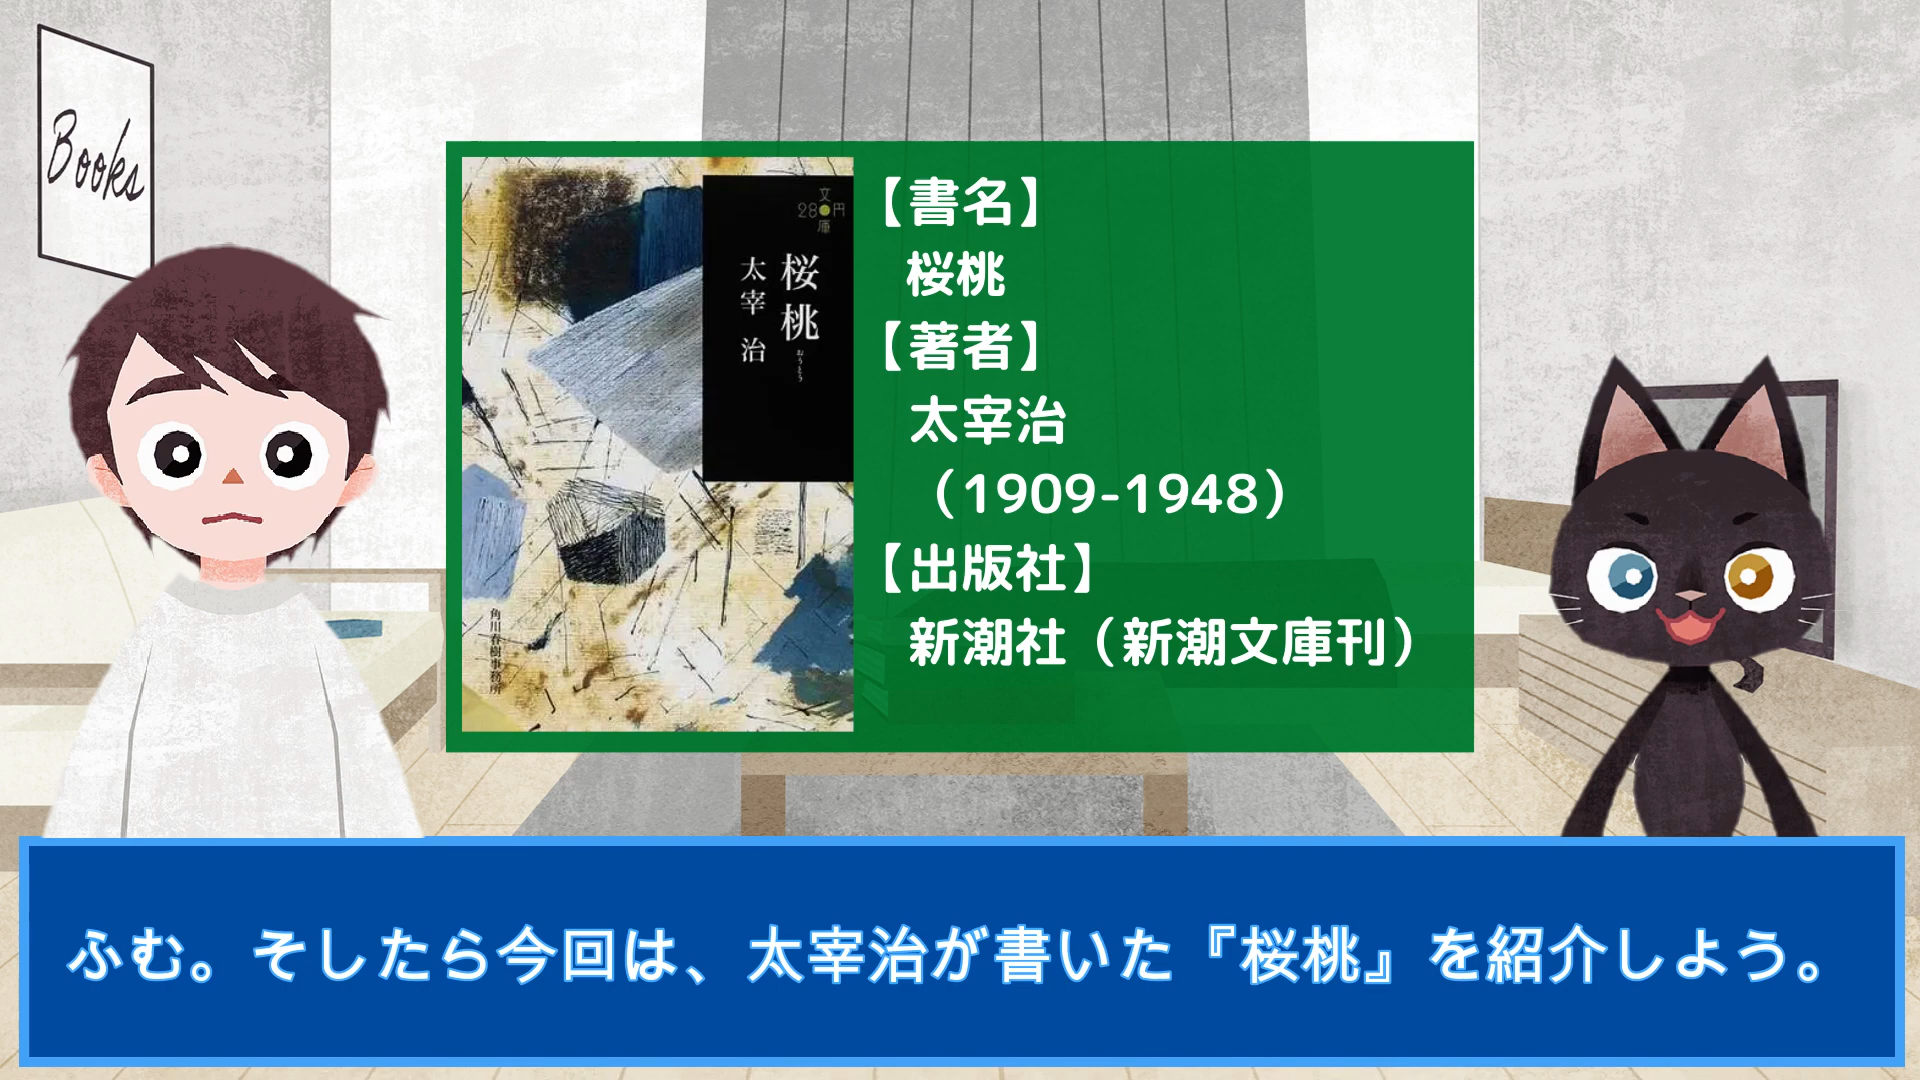 Books
文
280円
庫
桜桃
おうとう
太宰 治
角川春樹事務所
【書名】
桜桃
【著者】
太宰治
（1909-1948）
【出版社】
新潮社（新潮文庫刊）
ふむ。そしたら今回は、太宰治が書いた『桜桃』を紹介しよう。